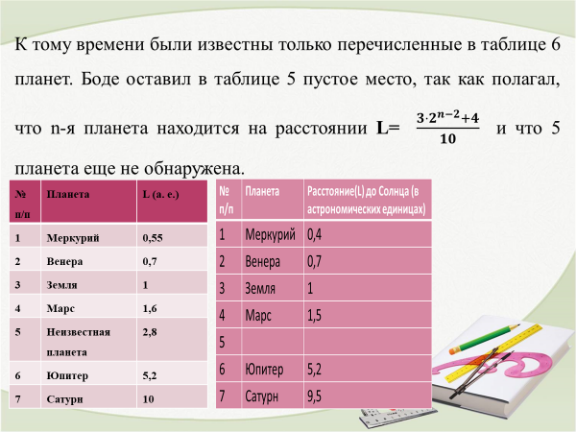 К тому времени были известны только перечисленные в таблице 6
планет. Боде оставил в таблице 5 пустое место, так как полагал,
что n-я планета находится на расстоянии L= (3·2^(n−2)+4)/10 и что 5
планета еще не обнаружена.
№ п/п Планета L (а. е.)
1 Меркурий 0,55
2 Венера 0,7
3 Земля 1
4 Марс 1,6
5 Неизвестная планета 2,8
6 Юпитер 5,2
7 Сатурн 10
№ п/п Планета Расстояние(L) до Солнца (в астрономических единицах)
1 Меркурий 0,4
2 Венера 0,7
3 Земля 1
4 Марс 1,5
5
6 Юпитер 5,2
7 Сатурн 9,5